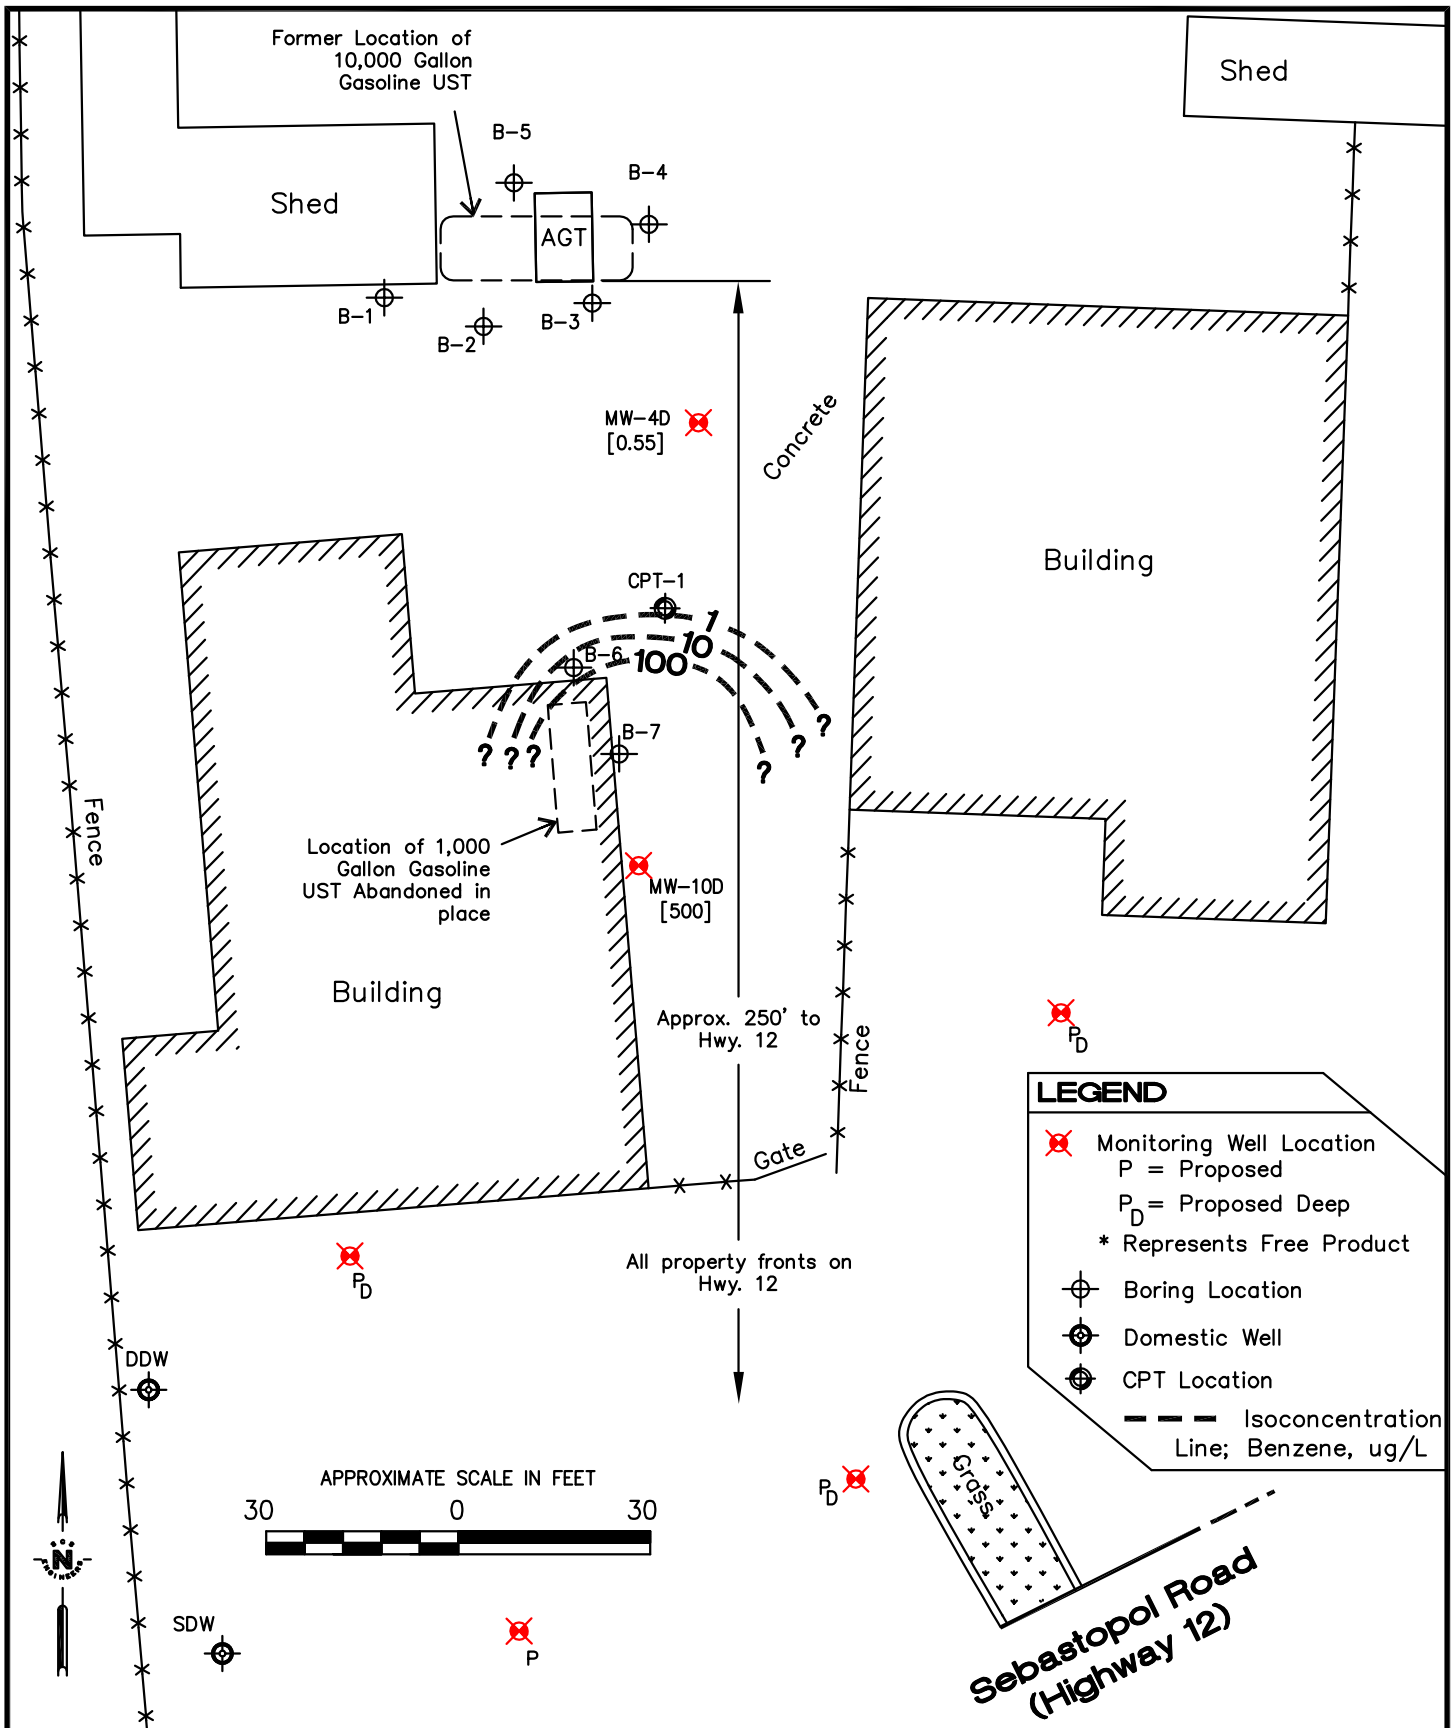 Former Location of
10,000 Gallon
Gasoline UST
Shed
B-5
B-4
Shed
AGT
B-1
B-2
B-3
MW-4D
[0.55]
Concrete
Building
CPT-1
1
10
100
B-6
B-7
? ? ?
? ? ?
Fence
Location of 1,000
Gallon Gasoline
UST Abandoned in
place
MW-10D
[500]
Building
Approx. 250' to
Hwy. 12
Fence
PD
Gate
All property fronts on
Hwy. 12
PD
LEGEND
Monitoring Well Location
P = Proposed
PD = Proposed Deep
* Represents Free Product
Boring Location
Domestic Well
CPT Location
Isoconcentration
Line; Benzene, ug/L
DDW
APPROXIMATE SCALE IN FEET
30 0 30
PD
Grass
SCS
N
ENGINEERS
SDW
P
Sebastopol Road
(Highway 12)